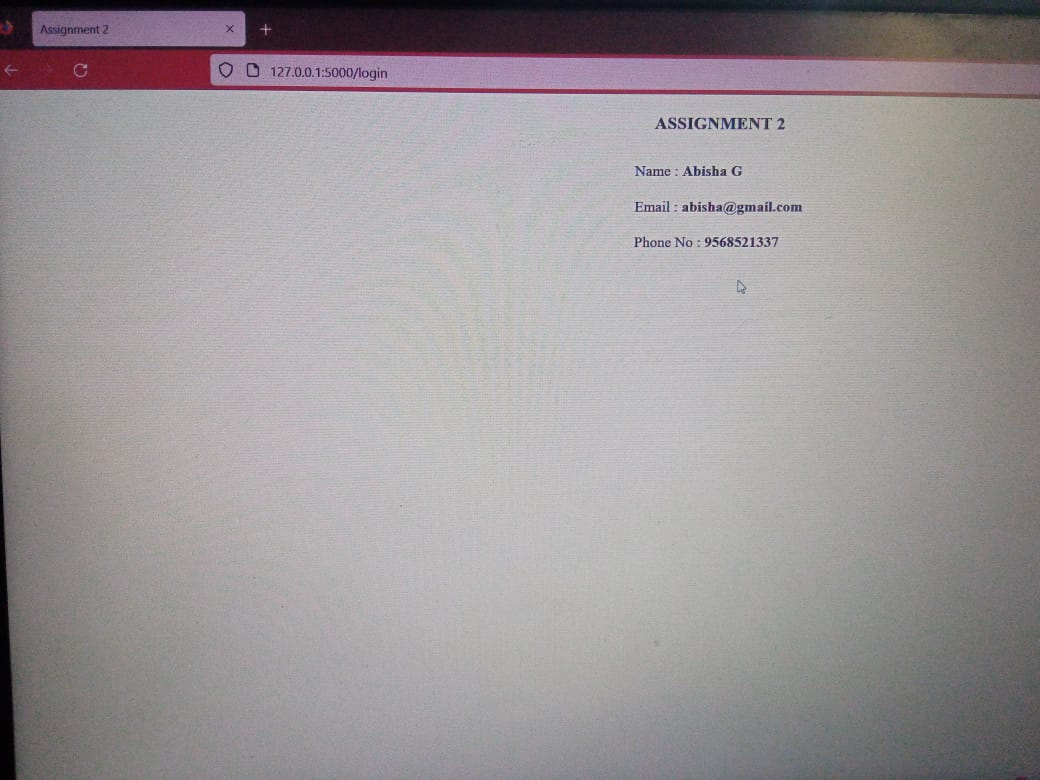 Assignment 2
127.0.0.1:5000/login
ASSIGNMENT 2
Name : Abisha G
Email : abisha@gmail.com
Phone No : 9568521337